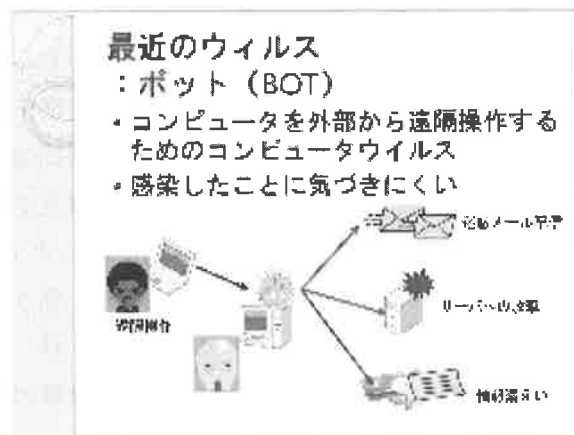 最近のウィルス
：ボット（BOT）
・コンピュータを外部から遠隔操作する
ためのコンピュータウイルス
・感染したことに気づきにくい
迷惑メール送信
サーバへの攻撃
遠隔操作
情報漏えい